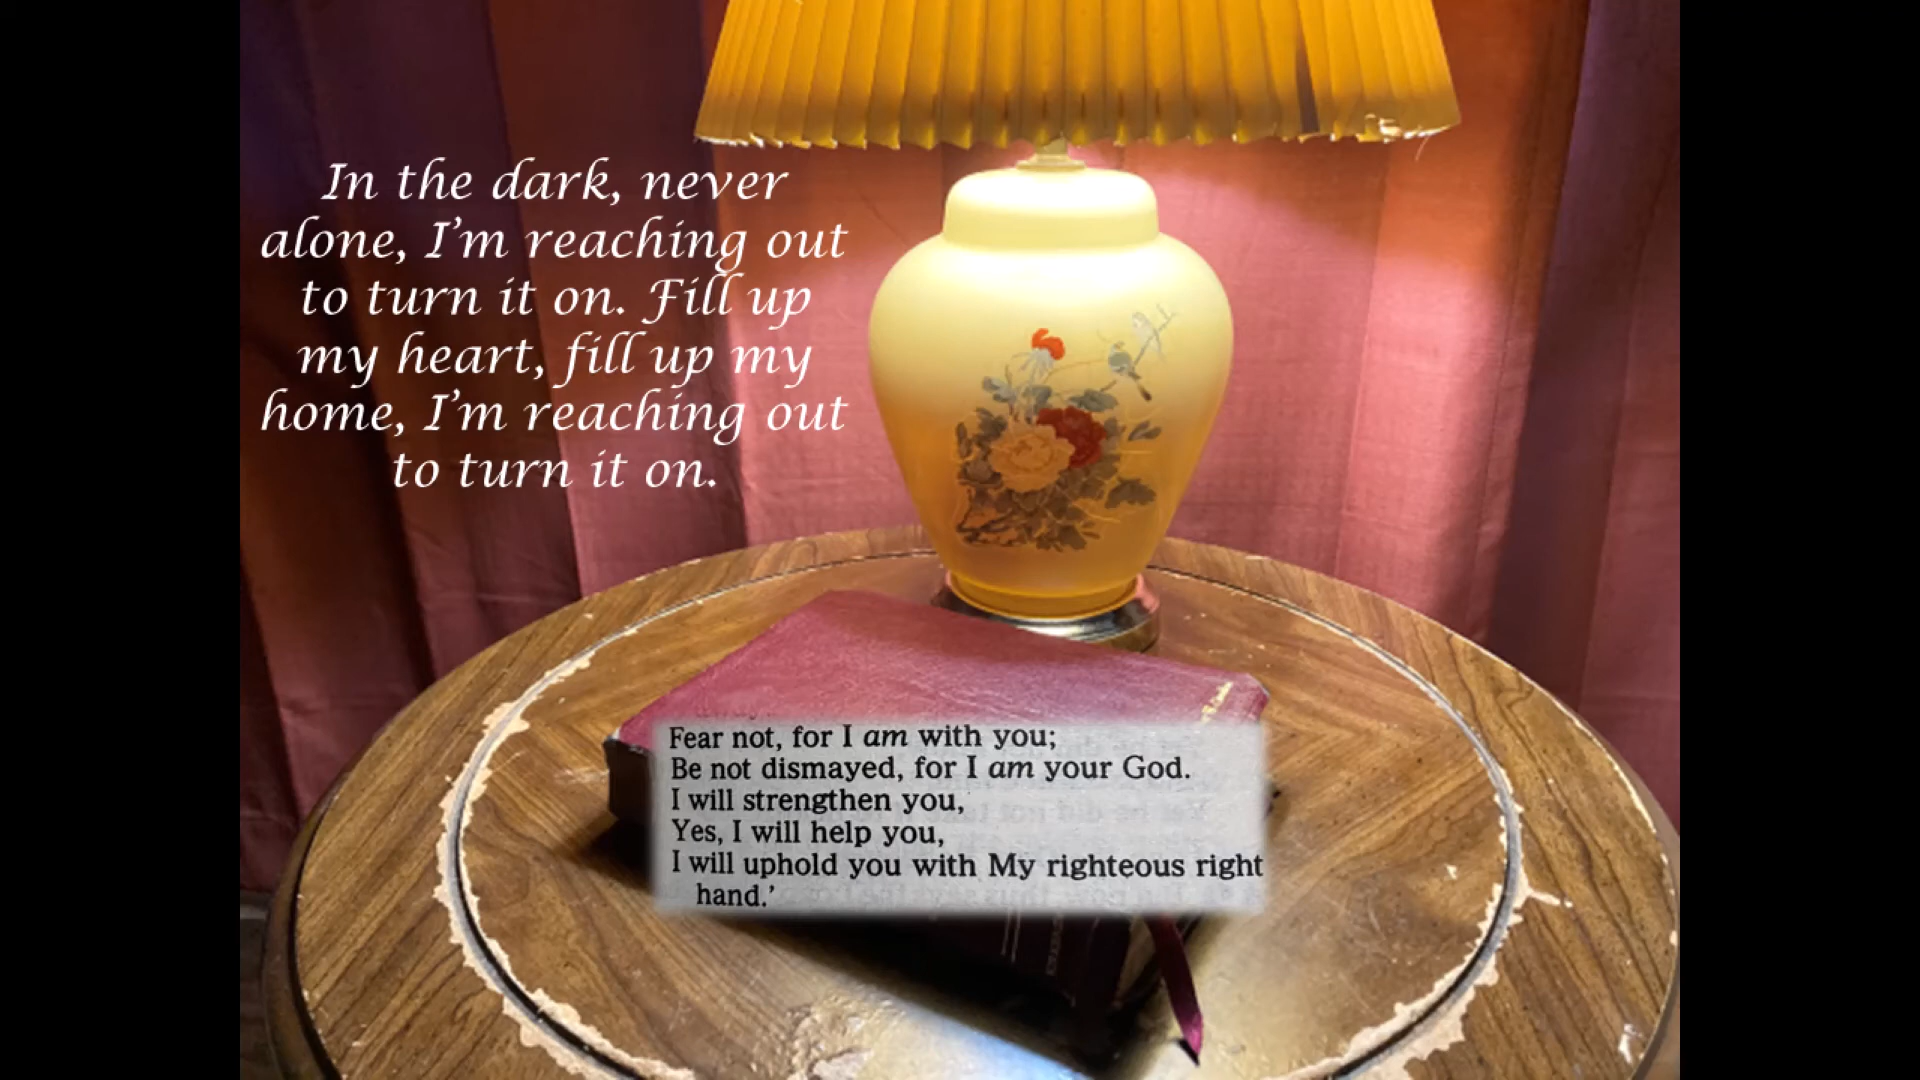 In the dark, never
alone, I'm reaching out
to turn it on. Fill up
my heart, fill up my
home, I'm reaching out
to turn it on.
Fear not, for I am with you;
Be not dismayed, for I am your God.
I will strengthen you,
Yes, I will help you,
I will uphold you with My righteous right
hand.'